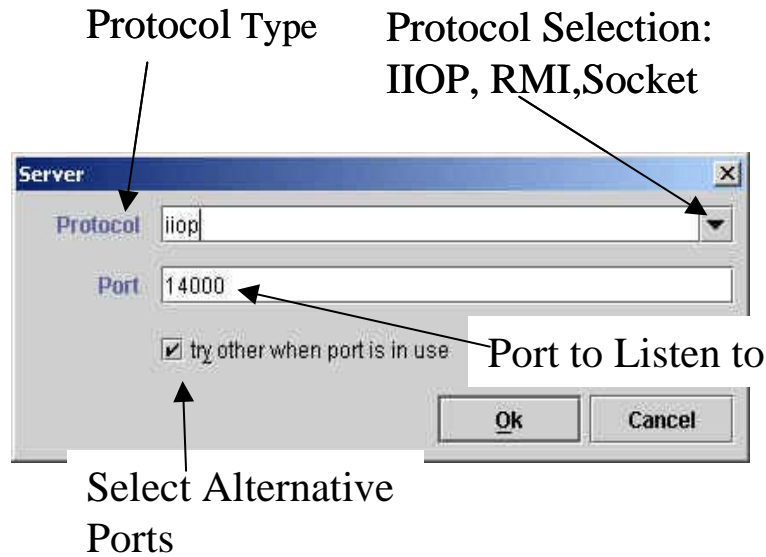 Protocol Type
Protocol Selection:
IIOP, RMI,Socket
Server
Protocol
iiop
Port
14000
try other when port is in use
Port to Listen to
Ok
Cancel
Select Alternative
Ports